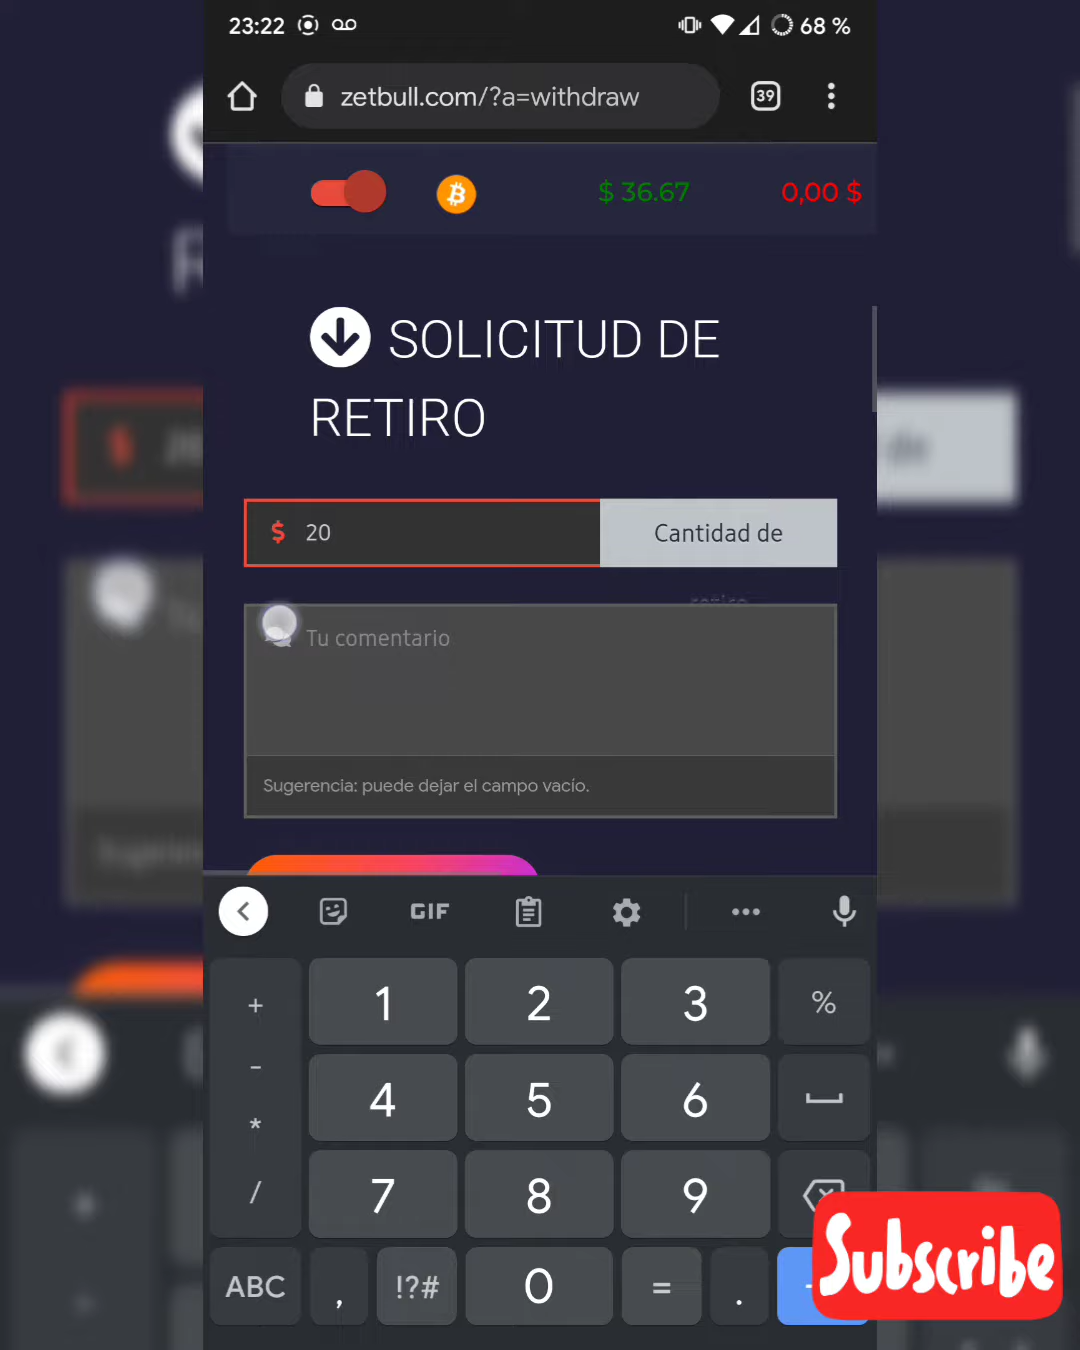 23:22
68 %
zetbull.com/?a=withdraw
39
$ 36.67
0,00 $
SOLICITUD DE
RETIRO
$ 20
Cantidad de
retiro
Tu comentario
Sugerencia: puede dejar el campo vacío.
GIF
+ 1 2 3 %
- 4 5 6
*
/ 7 8 9
ABC , !?# 0 = .
Subscribe